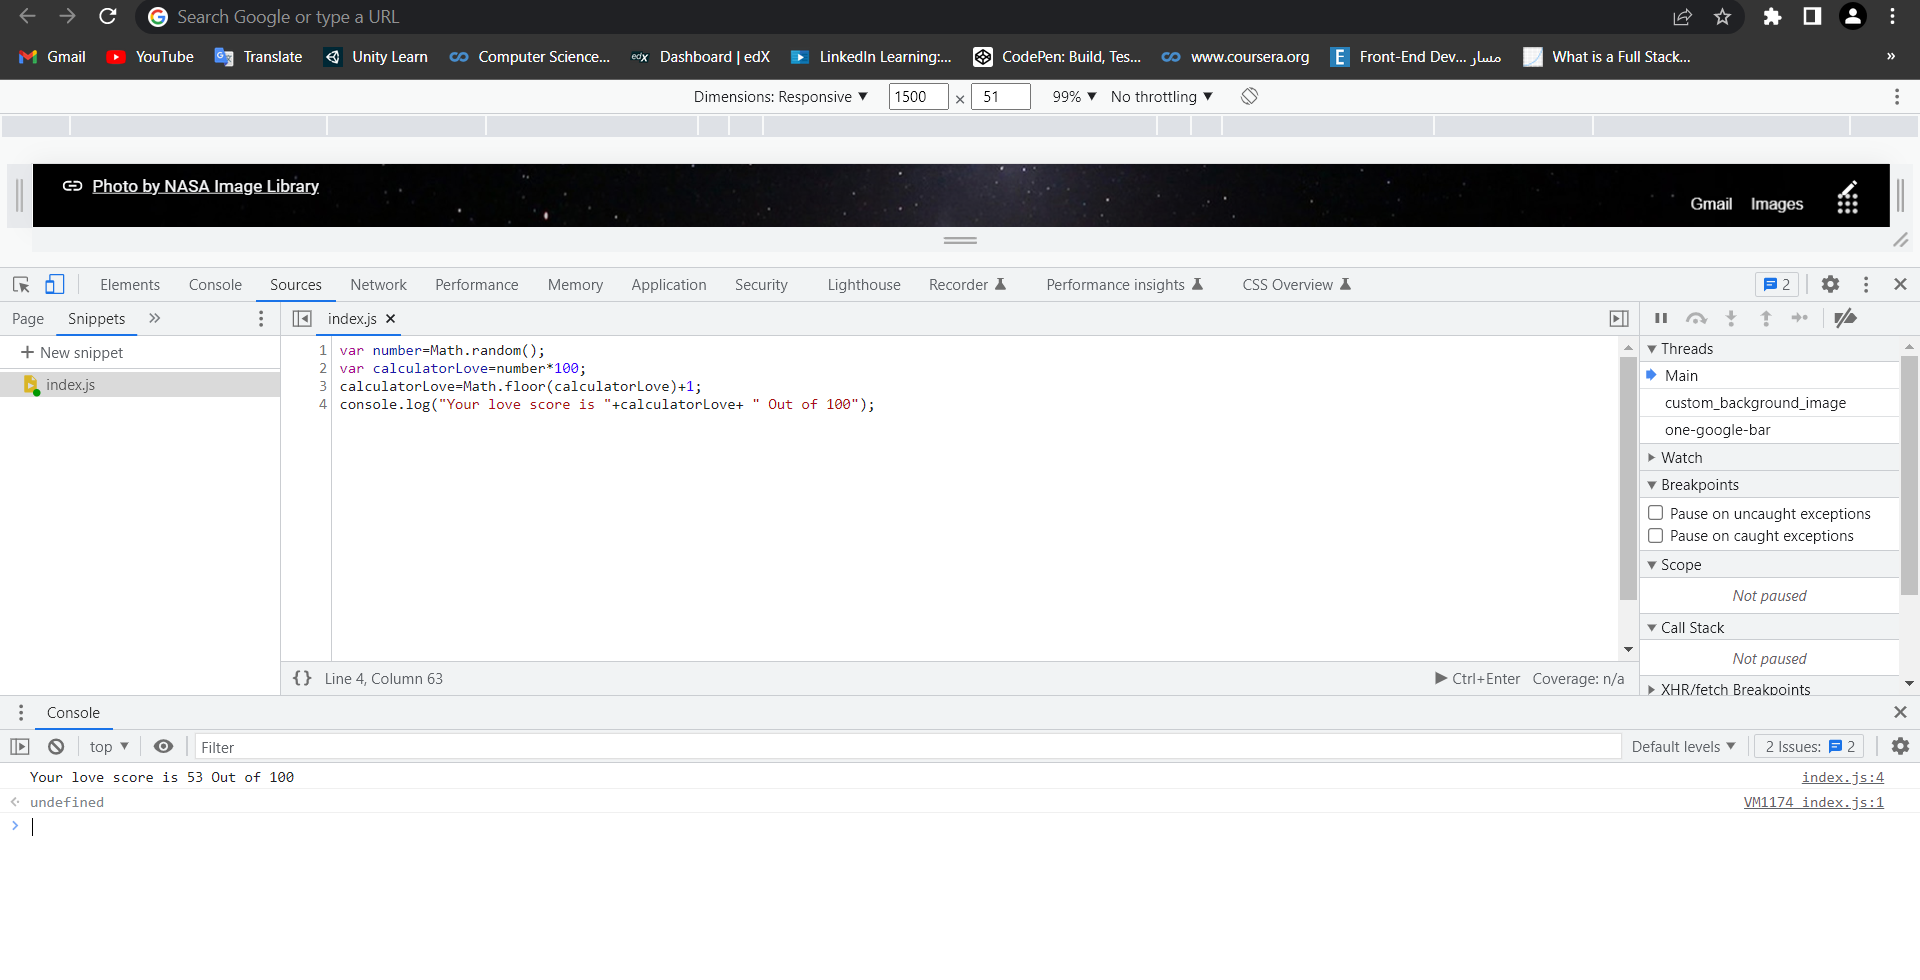 Search Google or type a URL
Gmail YouTube Translate Unity Learn Computer Science... edX Dashboard | edX LinkedIn Learning:... CodePen: Build, Tes... www.coursera.org E Front-End Dev... مسار What is a Full Stack... »
Dimensions: Responsive ▼ 1500 × 51 99% ▼ No throttling ▼
Photo by NASA Image Library
Gmail Images
Elements Console Sources Network Performance Memory Application Security Lighthouse Recorder Performance insights CSS Overview 2
Page Snippets » index.js ×
+ New snippet
index.js
1 var number=Math.random();
2 var calculatorLove=number*100;
3 calculatorLove=Math.floor(calculatorLove)+1;
4 console.log("Your love score is "+calculatorLove+ " Out of 100");
{} Line 4, Column 63 Ctrl+Enter Coverage: n/a
Threads
Main
custom_background_image
one-google-bar
Watch
Breakpoints
Pause on uncaught exceptions
Pause on caught exceptions
Scope
Not paused
Call Stack
Not paused
XHR/fetch Breakpoints
Console
top ▼ Filter Default levels ▼ 2 Issues: 2
Your love score is 53 Out of 100 index.js:4
undefined VM1174 index.js:1